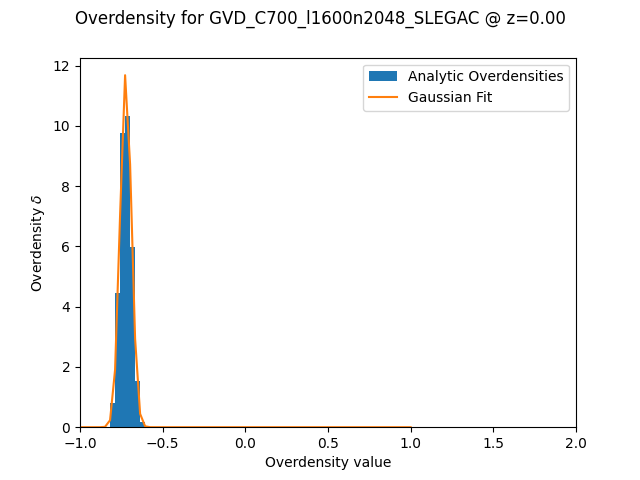 Overdensity for GVD_C700_l1600n2048_SLEGAC @ z=0.00
Analytic Overdensities
Gaussian Fit
Overdensity δ
12
10
8
6
4
2
0
−1.0 −0.5 0.0 0.5 1.0 1.5 2.0
Overdensity value